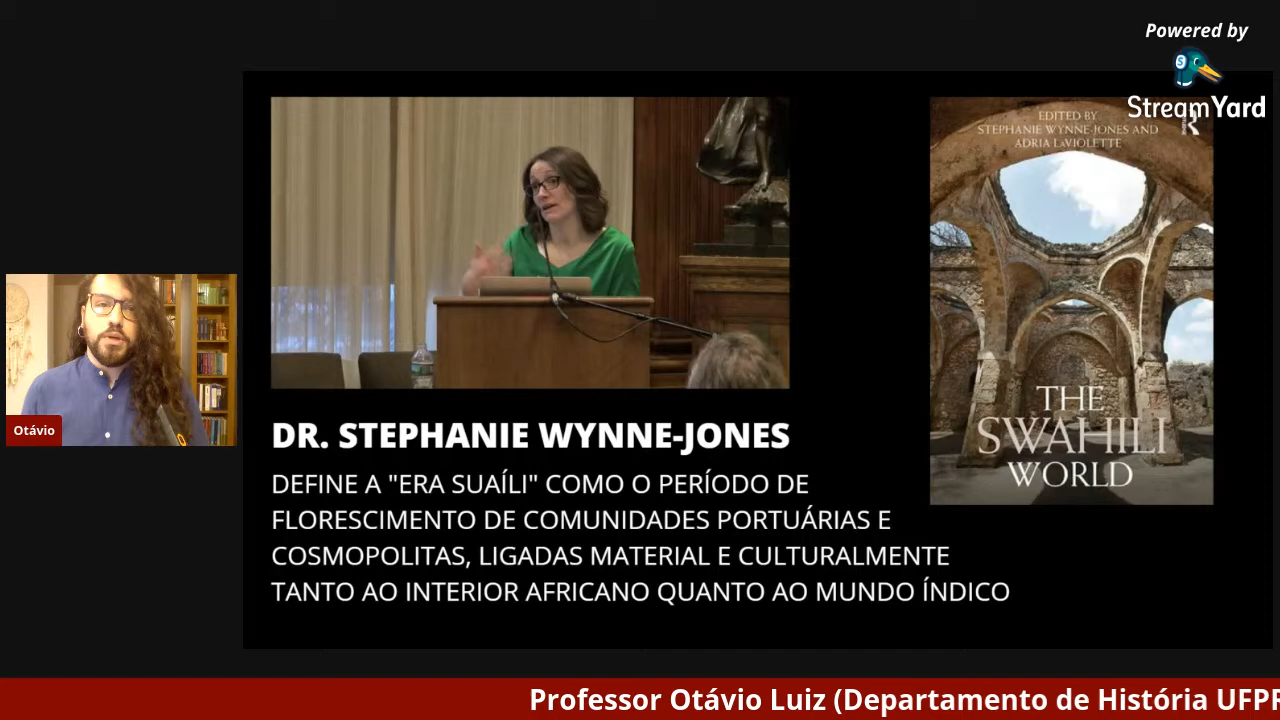 Powered by
StreamYard
EDITED BY
STEPHANIE WYNNE-JONES AND
ADRIA LAVIOLETTE
THE
SWAHILI
WORLD
Otávio
DR. STEPHANIE WYNNE-JONES
DEFINE A "ERA SUAÍLI" COMO O PERÍODO DE
FLORESCIMENTO DE COMUNIDADES PORTUÁRIAS E
COSMOPOLITAS, LIGADAS MATERIAL E CULTURALMENTE
TANTO AO INTERIOR AFRICANO QUANTO AO MUNDO ÍNDICO
Professor Otávio Luiz (Departamento de História UFPR